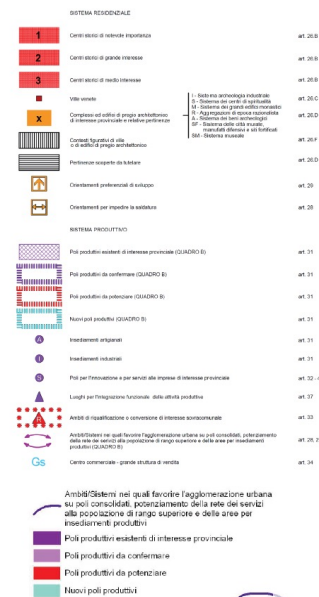 SISTEMA RESIDENZIALE
1 Centri storici di notevole importanza art. 26.B
2 Centri storici di grande interesse art. 26.B
3 Centri storici di medio interesse art. 26.B
Ville venete art. 26.C
x Complessi ed edifici di pregio architettonico
di interesse provinciale e relative pertinenze art. 26.D
I - Sistema archeologia industriale
S - Sistema dei centri di spiritualità
M - Sistema dei grandi edifici monastici
R - Aggregazioni di epoca razionalista
A - Sistema dei beni archeologici
SF - Sistema delle città murate,
manufatti difensivi e siti fortificati
SM - Sistema museale
Contesti figurativi di ville
o di edifici di pregio architettonico art. 26.F
Pertinenze scoperte da tutelare art. 26.D
Orientamenti preferenziali di sviluppo art. 29
Orientamenti per impedire la saldatura art. 28
SISTEMA PRODUTTIVO
Poli produttivi esistenti di interesse provinciale (QUADRO B) art. 31
Poli produttivi da confermare (QUADRO B) art. 31
Poli produttivi da potenziare (QUADRO B) art. 31
Nuovi poli produttivi (QUADRO B) art. 31
A Insediamenti artigianali art. 31
I Insediamenti industriali art. 31
S Poli per l'innovazione e per servizi alle imprese di interesse provinciale art. 32 -
Luoghi per l'integrazione funzionale delle attività produttive art. 37
R Ambiti di riqualificazione o conversione di interesse sovracomunale art. 33
Ambiti/Sistemi nei quali favorire l'agglomerazione urbana su poli consolidati, potenziamento
della rete dei servizi alla popolazione di rango superiore e delle aree per insediamenti
produttivi (QUADRO B) art. 28, 2
Gs Centro commerciale - grande struttura di vendita art. 34
Ambiti/Sistemi nei quali favorire l'agglomerazione urbana
su poli consolidati, potenziamento della rete dei servizi
alla popolazione di rango superiore e delle aree per
insediamenti produttivi
Poli produttivi esistenti di interesse provinciale
Poli produttivi da confermare
Poli produttivi da potenziare
Nuovi poli produttivi